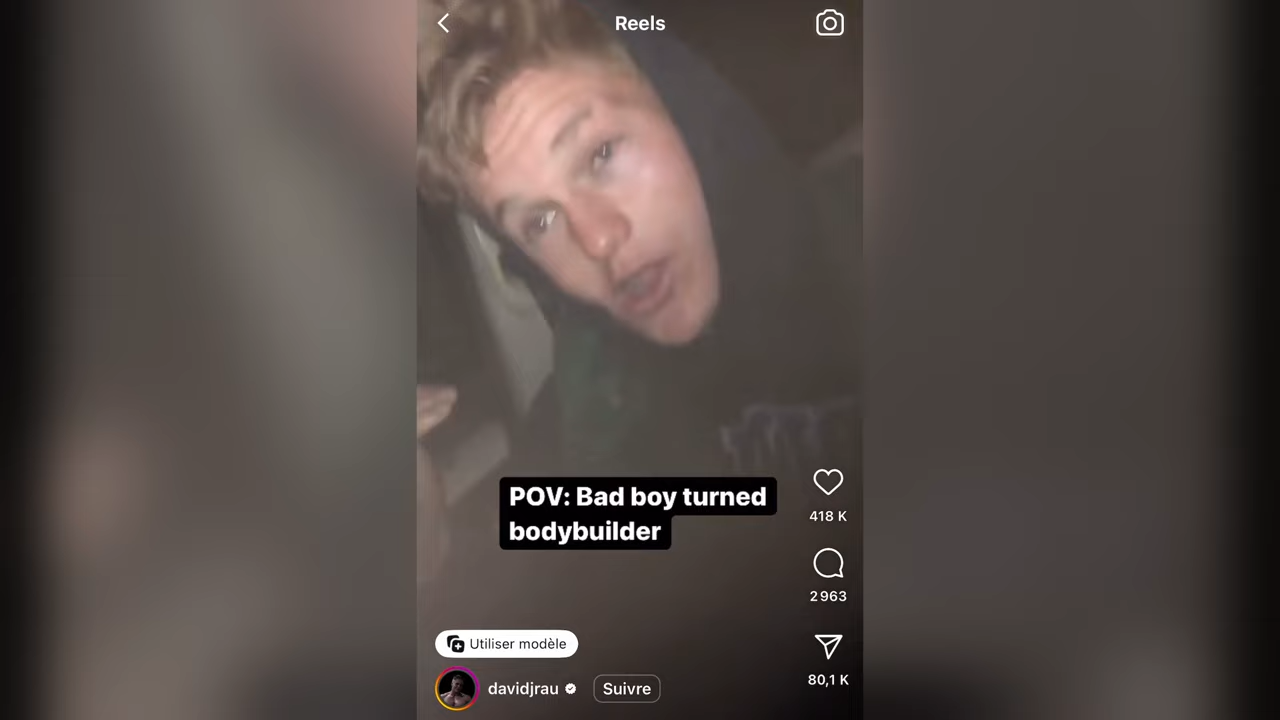 Reels
POV: Bad boy turned
bodybuilder
418 K
2 963
Utiliser modèle
80,1 K
davidjrau
Suivre